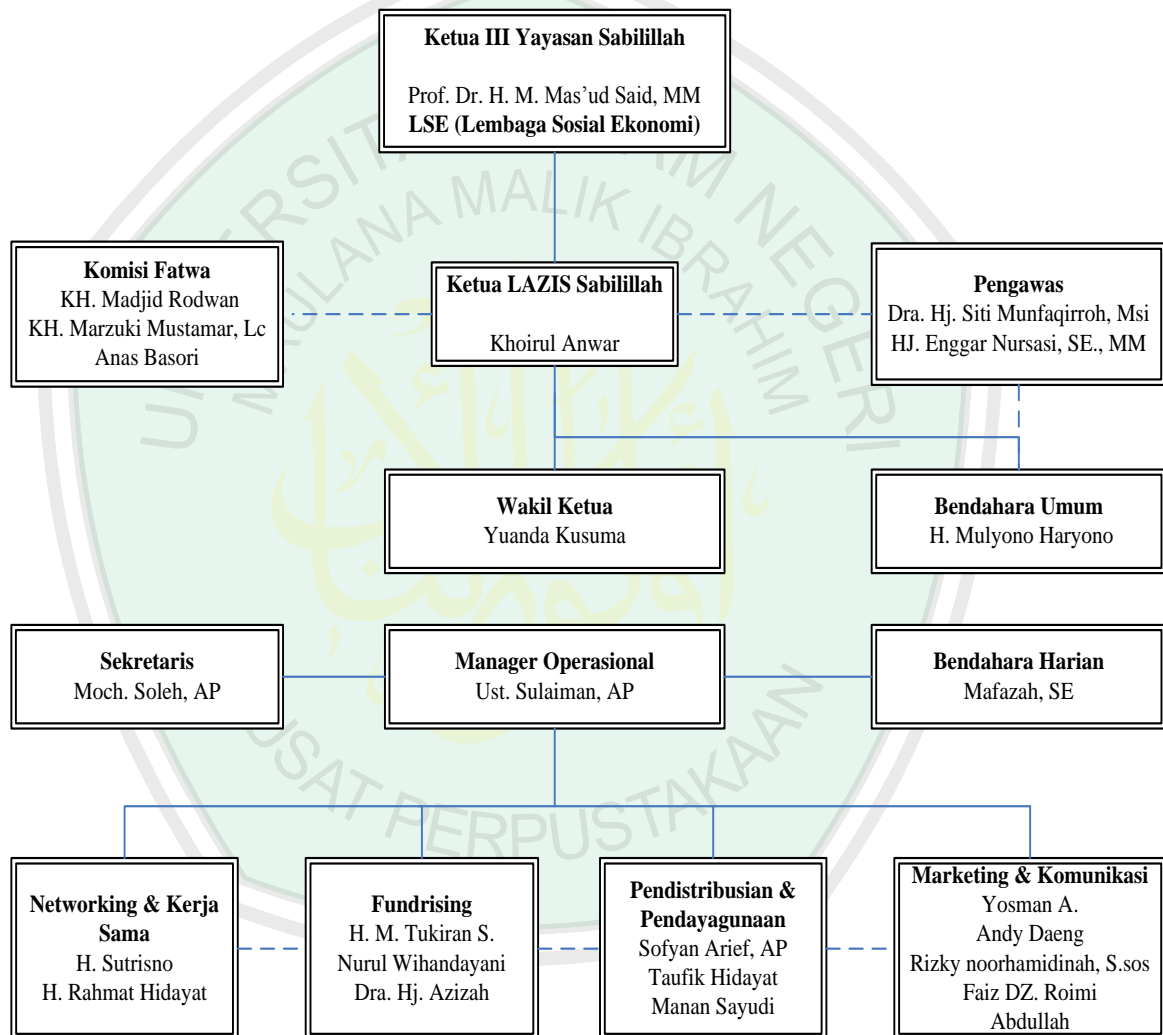 Ketua III Yayasan Sabilillah
Prof. Dr. H. M. Mas’ud Said, MM
LSE (Lembaga Sosial Ekonomi)
Komisi Fatwa
KH. Madjid Rodwan
KH. Marzuki Mustamar, Lc
Anas Basori
Ketua LAZIS Sabilillah
Khoirul Anwar
Pengawas
Dra. Hj. Siti Munfaqirroh, Msi
HJ. Enggar Nursasi, SE., MM
Wakil Ketua
Yuanda Kusuma
Bendahara Umum
H. Mulyono Haryono
Sekretaris
Moch. Soleh, AP
Manager Operasional
Ust. Sulaiman, AP
Bendahara Harian
Mafazah, SE
Networking & Kerja
Sama
H. Sutrisno
H. Rahmat Hidayat
Fundrising
H. M. Tukiran S.
Nurul Wihandayani
Dra. Hj. Azizah
Pendistribusian &
Pendayagunaan
Sofyan Arief, AP
Taufik Hidayat
Manan Sayudi
Marketing & Komunikasi
Yosman A.
Andy Daeng
Rizky noorhamidinah, S.sos
Faiz DZ. Roimi
Abdullah
MAULANA MALIK IBRAHIM
PERPUSTAKAAN